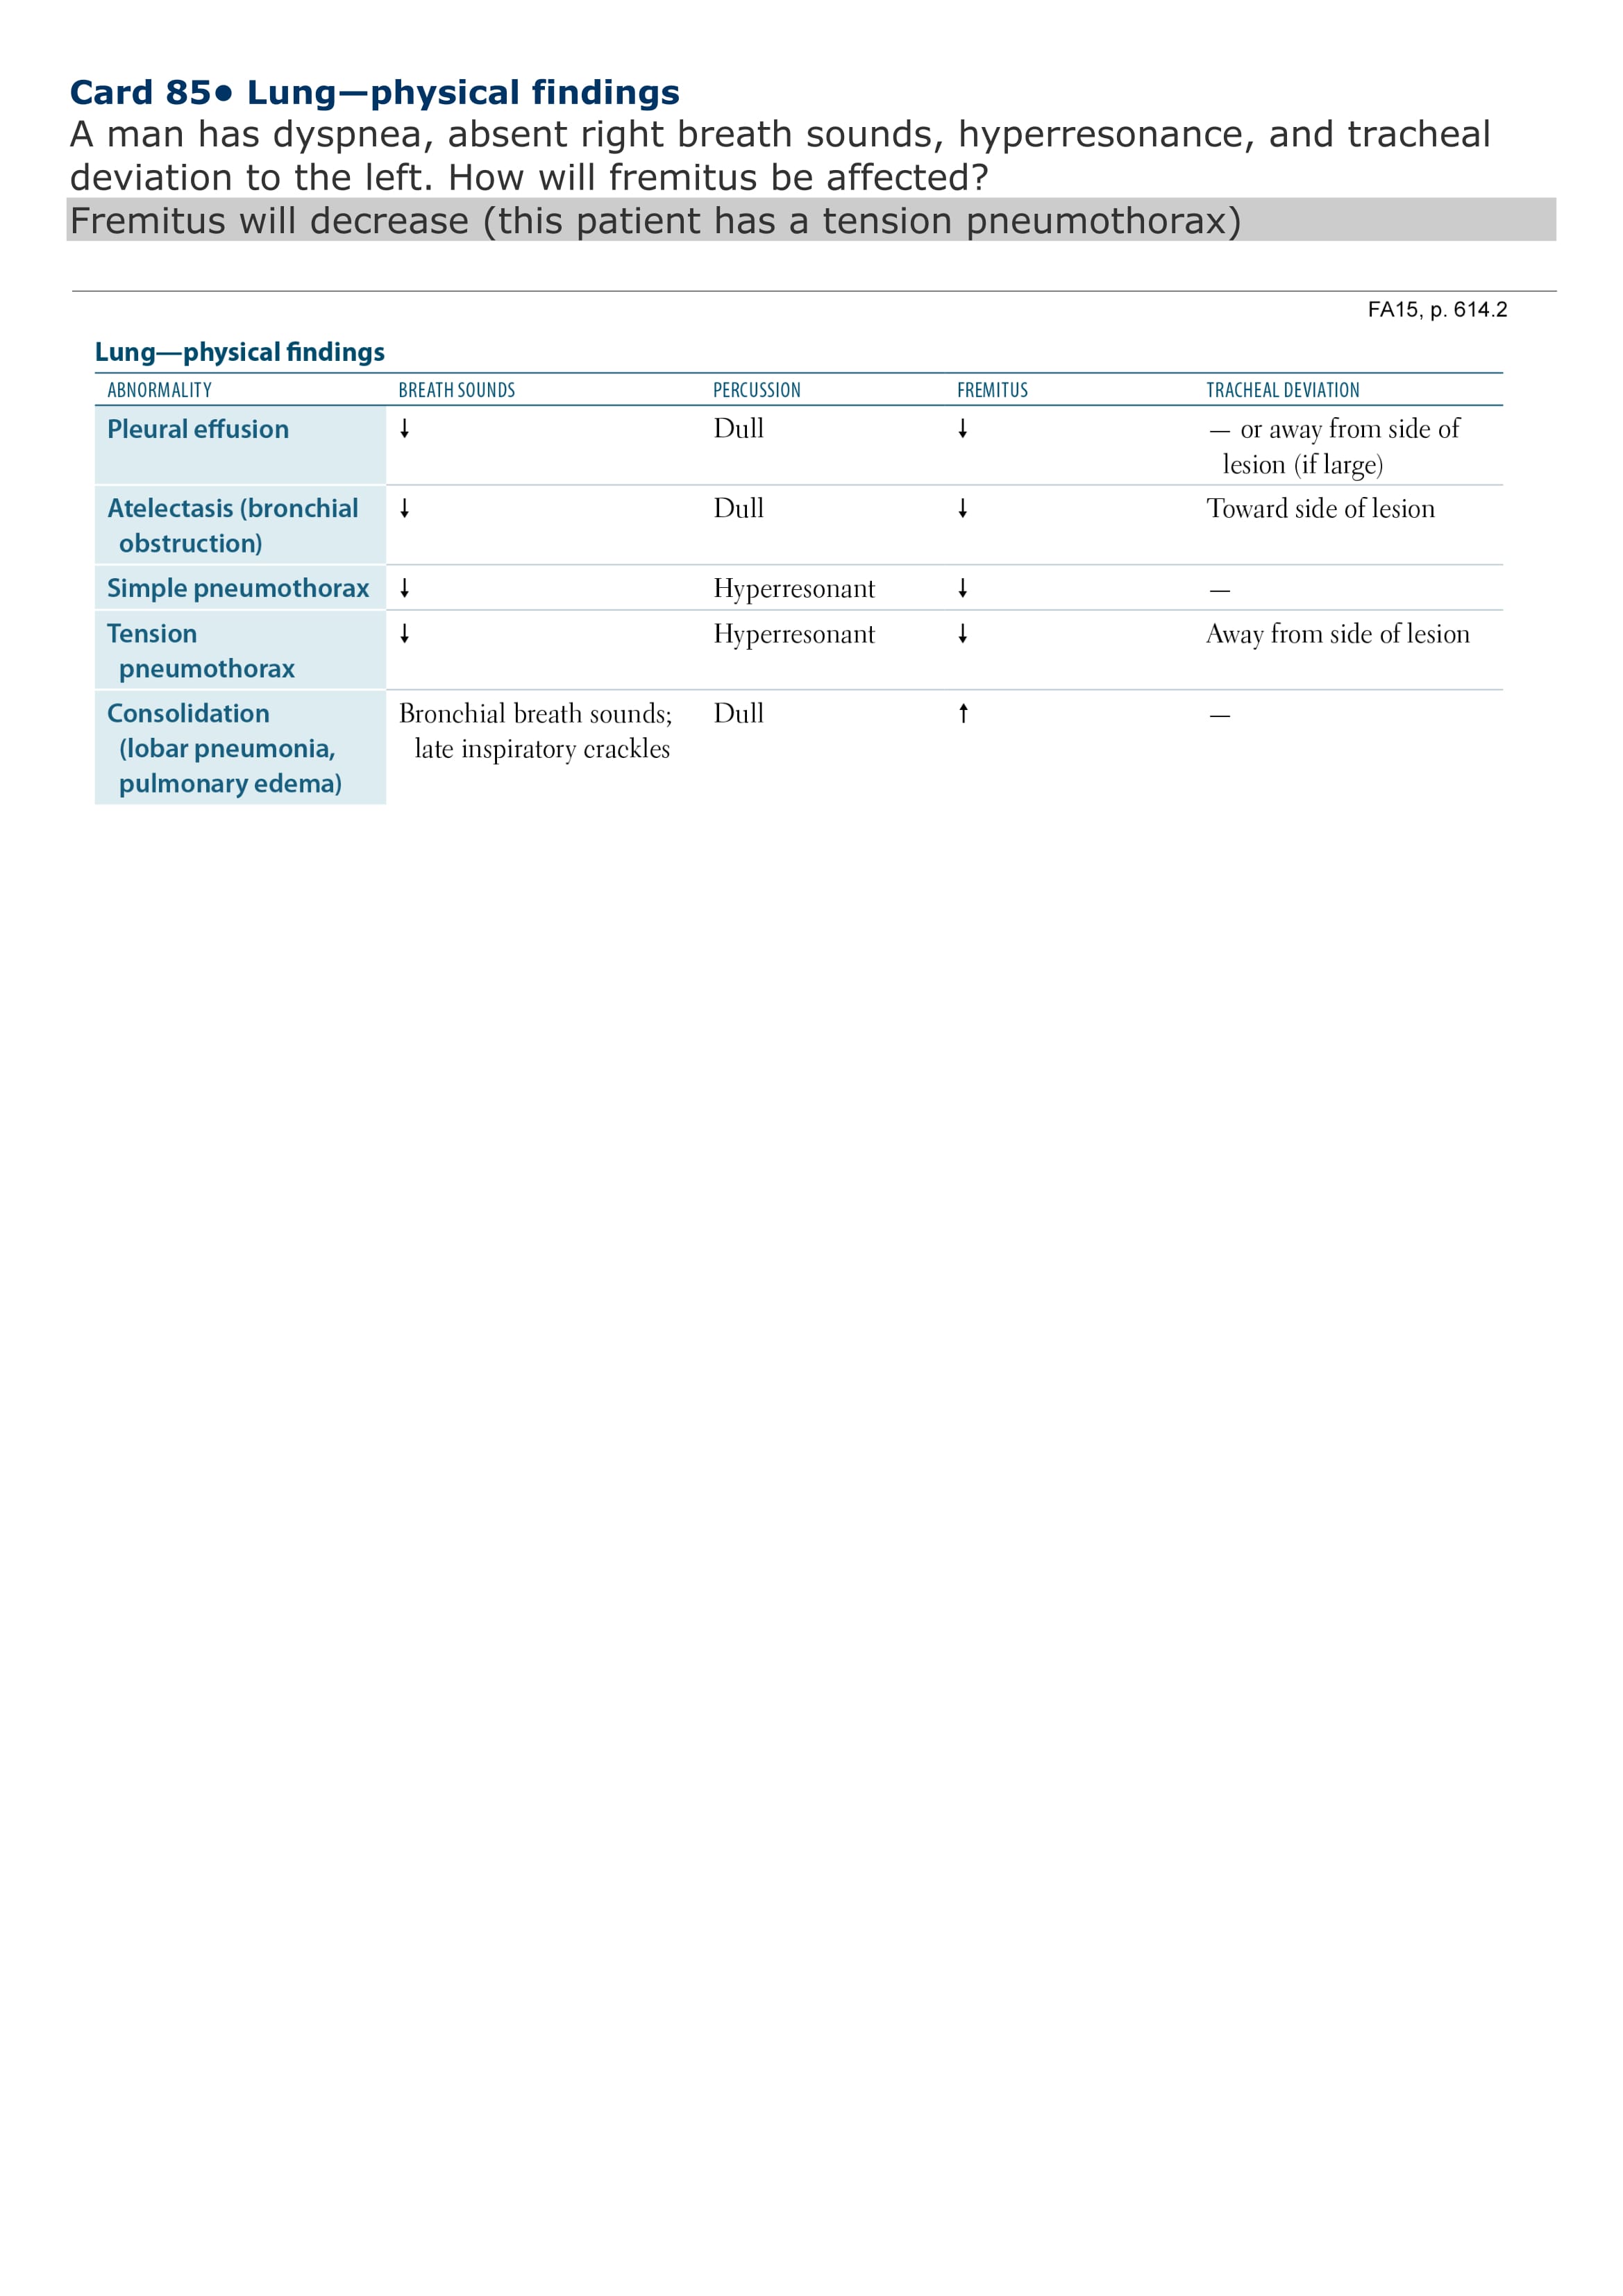 Card 85● Lung—physical findings
A man has dyspnea, absent right breath sounds, hyperresonance, and tracheal
deviation to the left. How will fremitus be affected?
Fremitus will decrease (this patient has a tension pneumothorax)
FA15, p. 614.2
Lung—physical findings
ABNORMALITY BREATH SOUNDS PERCUSSION FREMITUS TRACHEAL DEVIATION
Pleural effusion ↓ Dull ↓ — or away from side of
lesion (if large)
Atelectasis (bronchial ↓ Dull ↓ Toward side of lesion
obstruction)
Simple pneumothorax ↓ Hyperresonant ↓ —
Tension ↓ Hyperresonant ↓ Away from side of lesion
pneumothorax
Consolidation Bronchial breath sounds; Dull ↑ —
(lobar pneumonia, late inspiratory crackles
pulmonary edema)